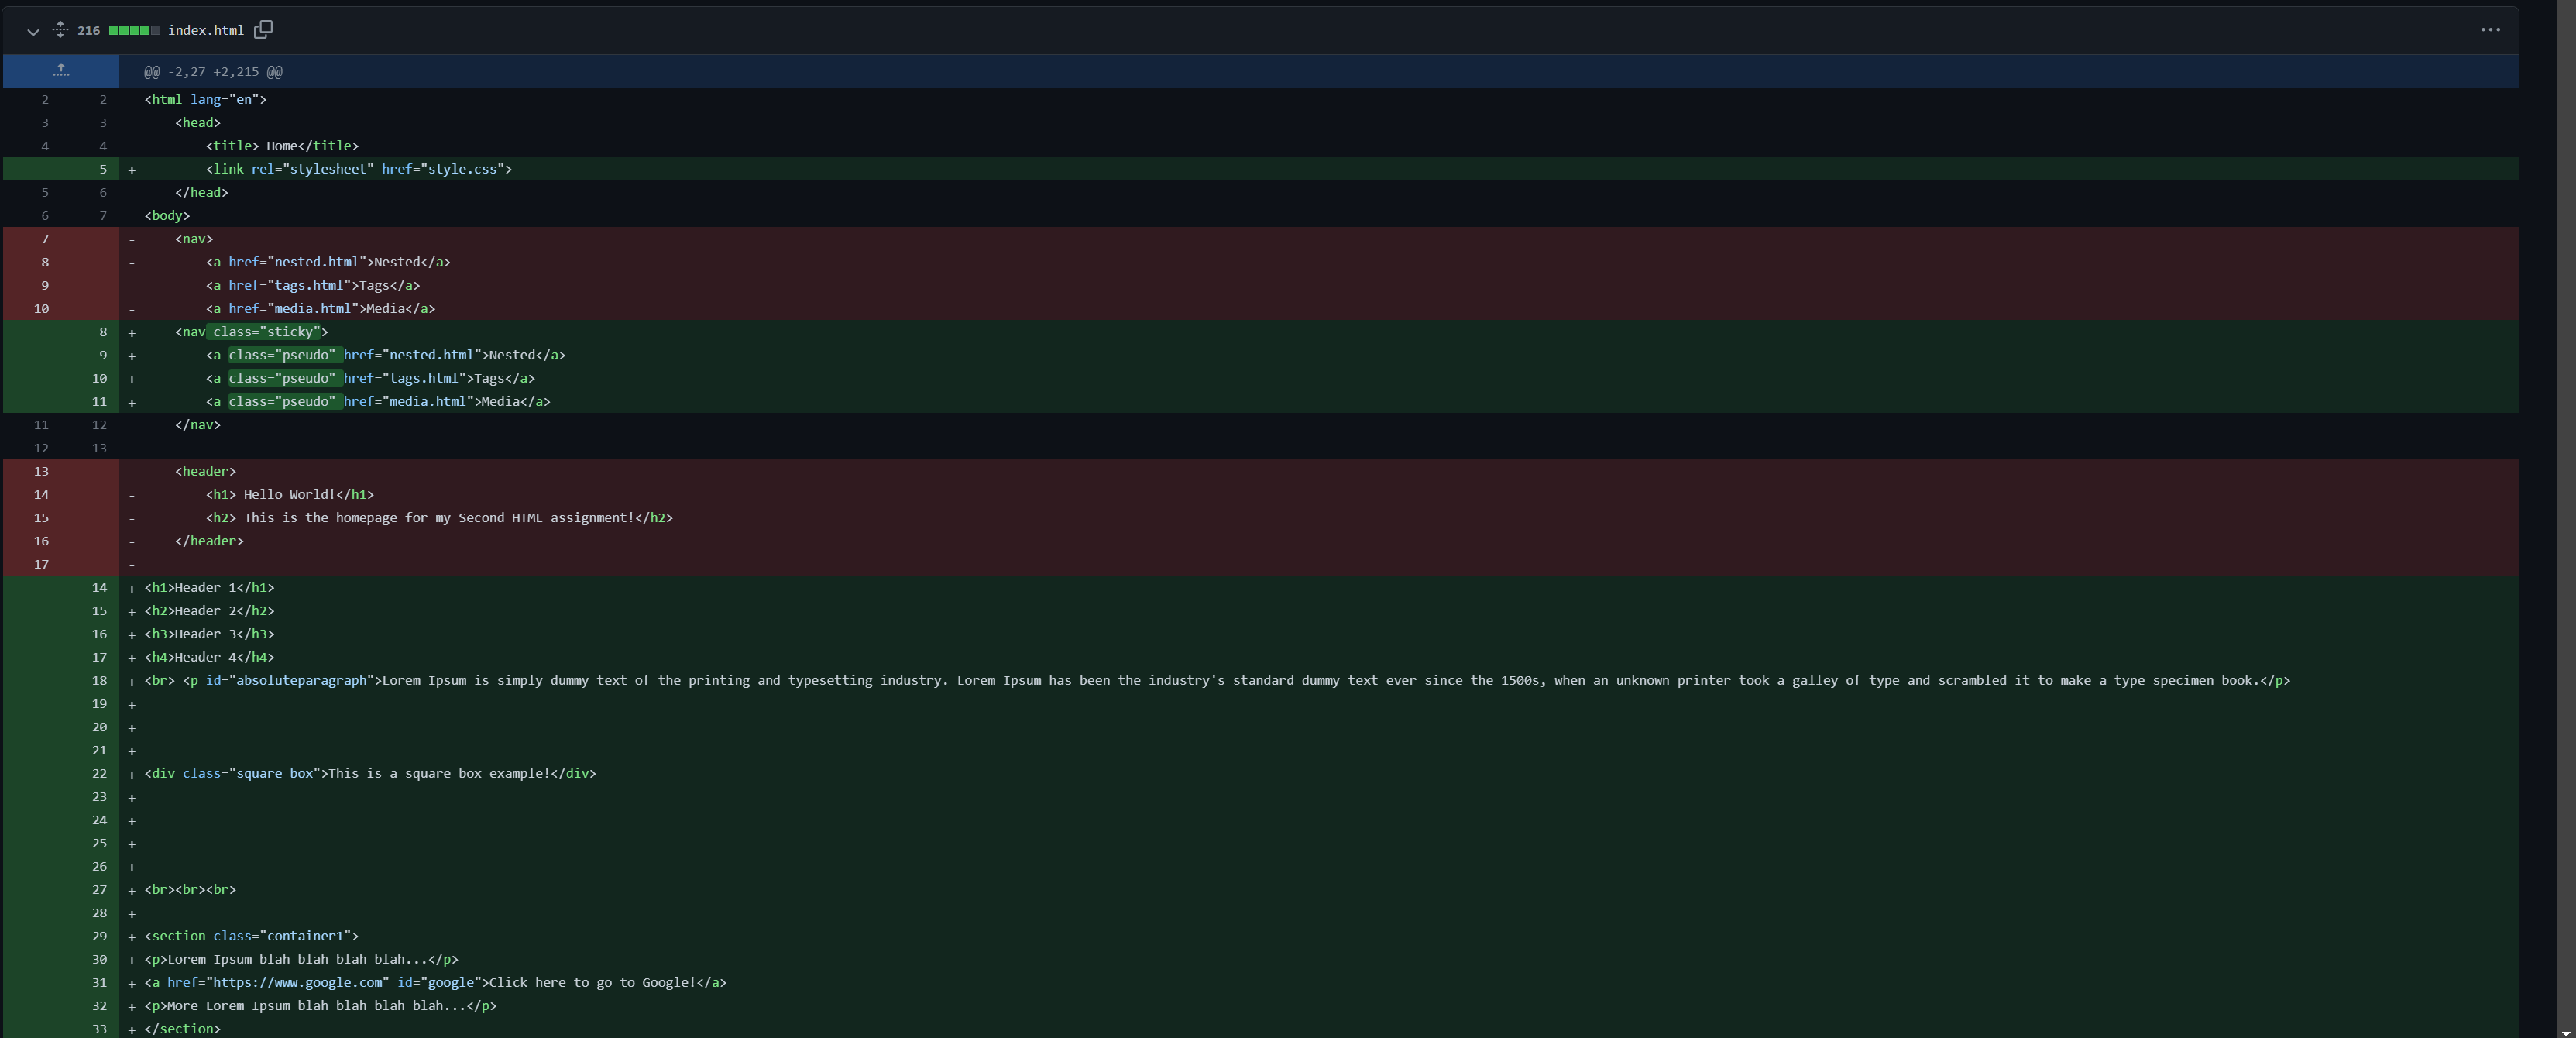 216 index.html
@@ -2,27 +2,215 @@
2 2 <html lang="en">
3 3     <head>
4 4         <title> Home</title>
5 +         <link rel="stylesheet" href="style.css">
5 6     </head>
6 7 <body>
7 -     <nav>
8 -         <a href="nested.html">Nested</a>
9 -         <a href="tags.html">Tags</a>
10 -         <a href="media.html">Media</a>
8 +     <nav class="sticky">
9 +         <a class="pseudo" href="nested.html">Nested</a>
10 +         <a class="pseudo" href="tags.html">Tags</a>
11 +         <a class="pseudo" href="media.html">Media</a>
11 12     </nav>
12 13
13 -     <header>
14 -         <h1> Hello World!</h1>
15 -         <h2> This is the homepage for my Second HTML assignment!</h2>
16 -     </header>
17 -
14 + <h1>Header 1</h1>
15 + <h2>Header 2</h2>
16 + <h3>Header 3</h3>
17 + <h4>Header 4</h4>
18 + <br> <p id="absoluteparagraph">Lorem Ipsum is simply dummy text of the printing and typesetting industry. Lorem Ipsum has been the industry's standard dummy text ever since the 1500s, when an unknown printer took a galley of type and scrambled it to make a type specimen book.</p>
19 +
20 +
21 +
22 + <div class="square box">This is a square box example!</div>
23 +
24 +
25 +
26 +
27 + <br><br><br>
28 +
29 + <section class="container1">
30 + <p>Lorem Ipsum blah blah blah blah...</p>
31 + <a href="https://www.google.com" id="google">Click here to go to Google!</a>
32 + <p>More Lorem Ipsum blah blah blah blah...</p>
33 + </section>